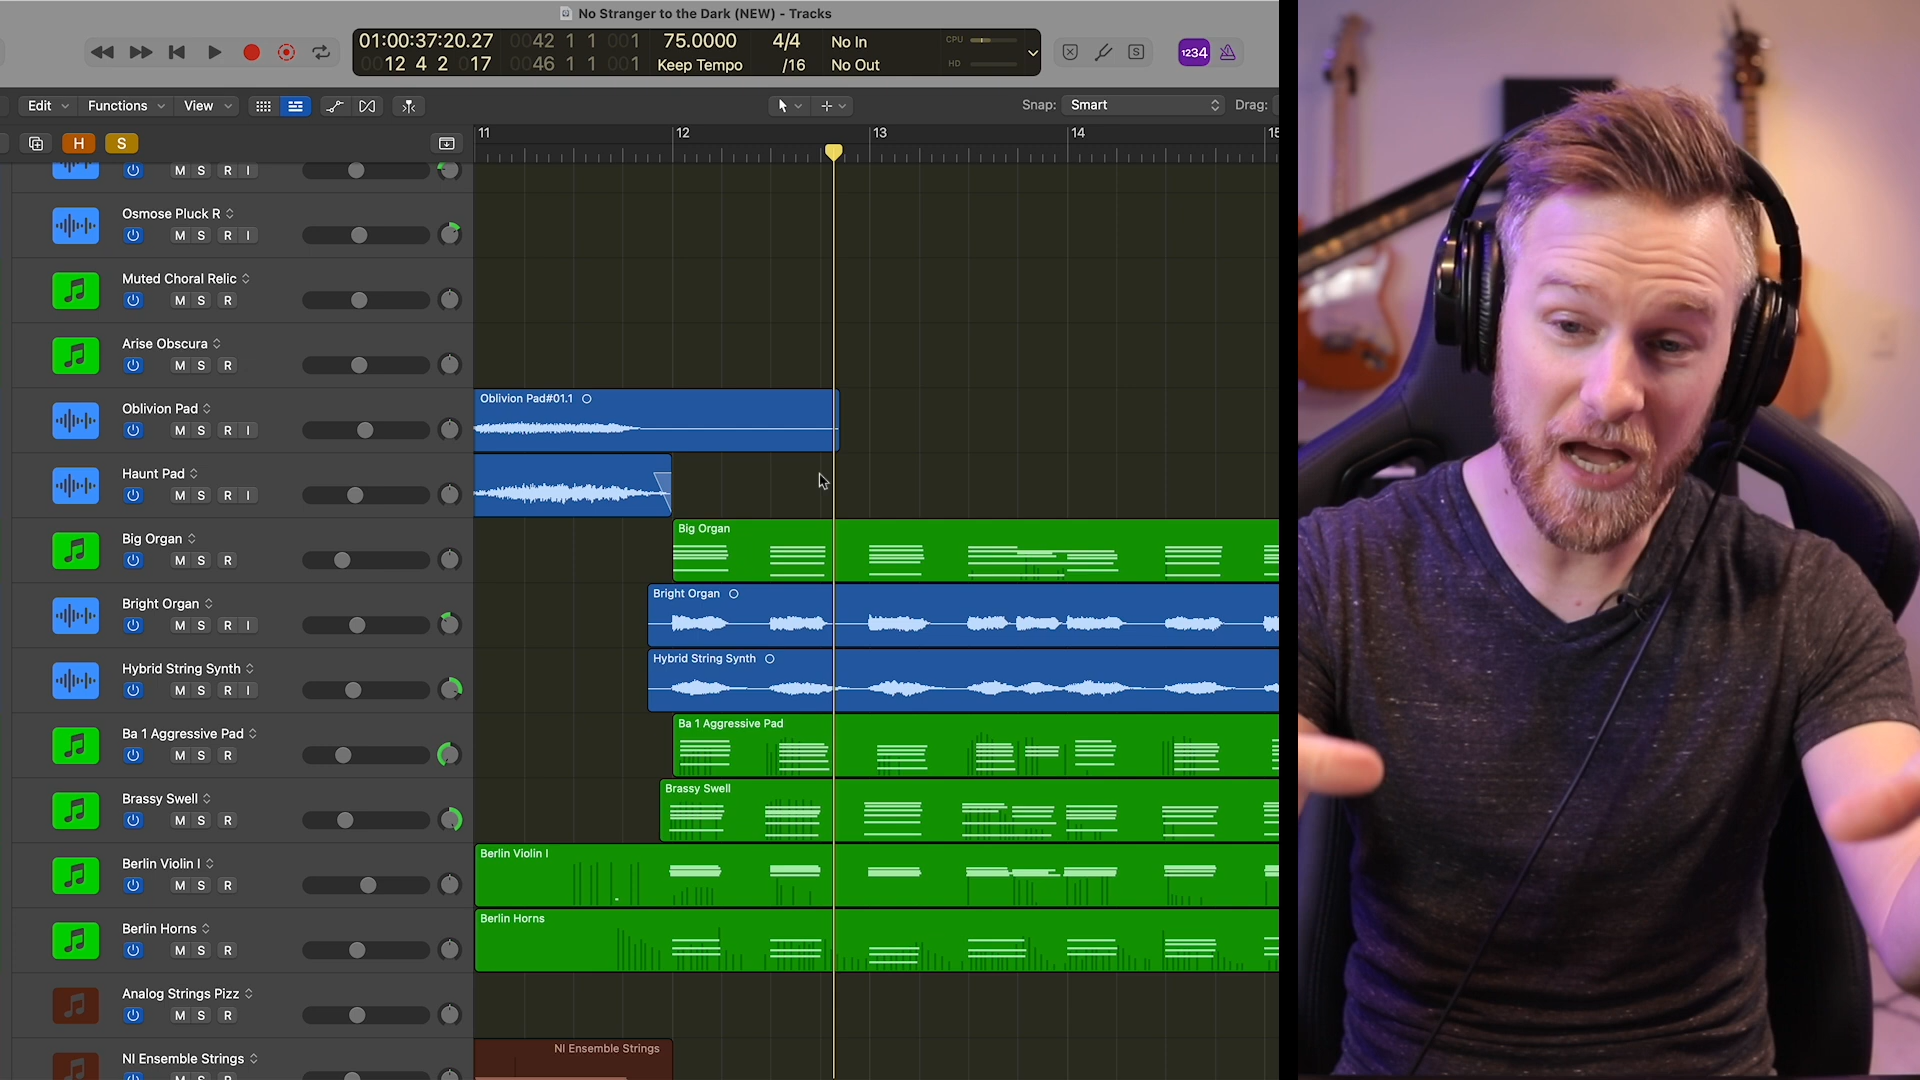 No Stranger to the Dark (NEW) - Tracks
01:00:37:20.27 0042 1 1 001 75.0000 4/4 No In CPU
0012 4 2 017 0046 1 1 001 Keep Tempo /16 No Out HD
S 1234
Edit Functions View Snap: Smart Drag:
H S
11 12 13 14 15
M S R I
Osmose Pluck R
M S R I
Muted Choral Relic
M S R
Arise Obscura
M S R
Oblivion Pad#01.1
Oblivion Pad
M S R I
Haunt Pad
M S R I
Big Organ
Big Organ
M S R
Bright Organ
Bright Organ
M S R I
Hybrid String Synth
Hybrid String Synth
M S R I
Ba 1 Aggressive Pad
Ba 1 Aggressive Pad
M S R
Brassy Swell
Brassy Swell
M S R
Berlin Violin I
Berlin Violin I
M S R
Berlin Horns
Berlin Horns
M S R
Analog Strings Pizz
M S R
NI Ensemble Strings
NI Ensemble Strings
M S R